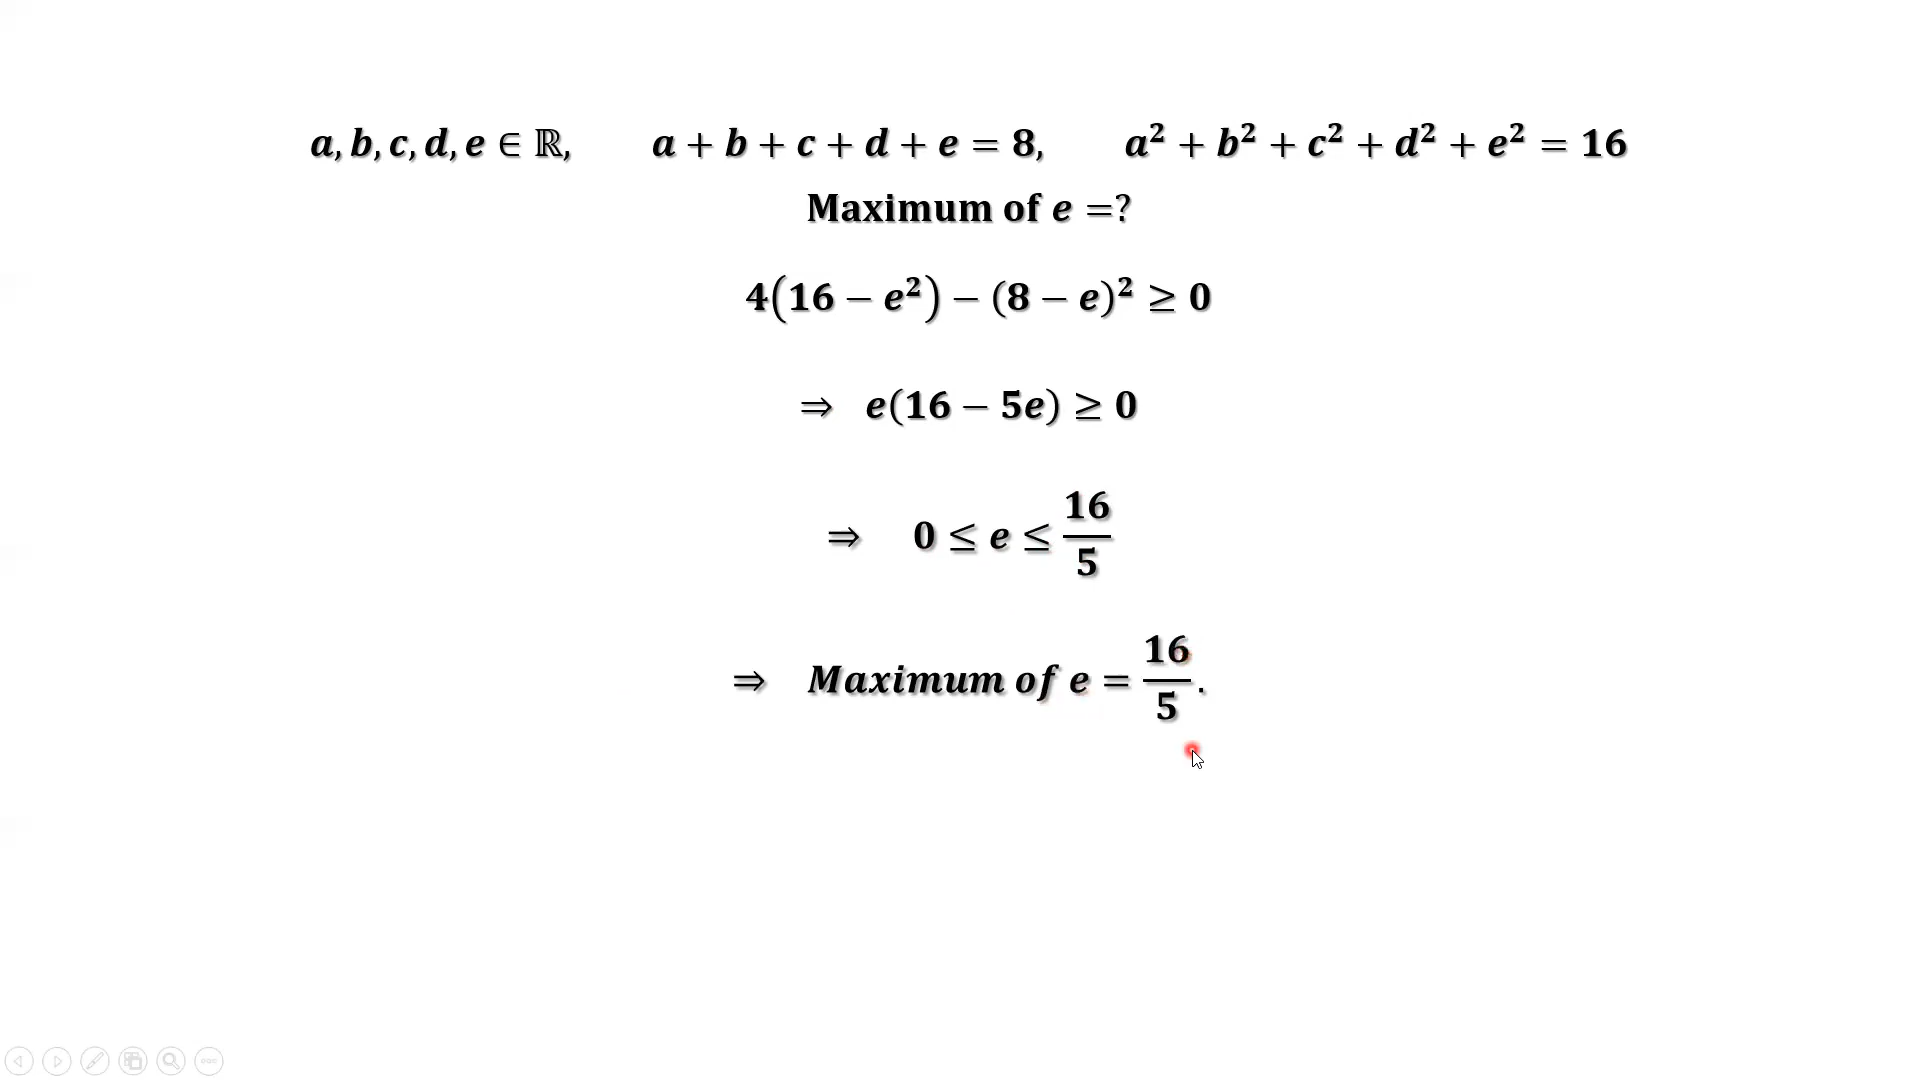 a, b, c, d, e ∈ ℝ, a + b + c + d + e = 8, a² + b² + c² + d² + e² = 16
Maximum of e =?
4(16 − e²) − (8 − e)² ≥ 0
⇒ e(16 − 5e) ≥ 0
⇒ 0 ≤ e ≤ 16/5
⇒ Maximum of e = 16/5.